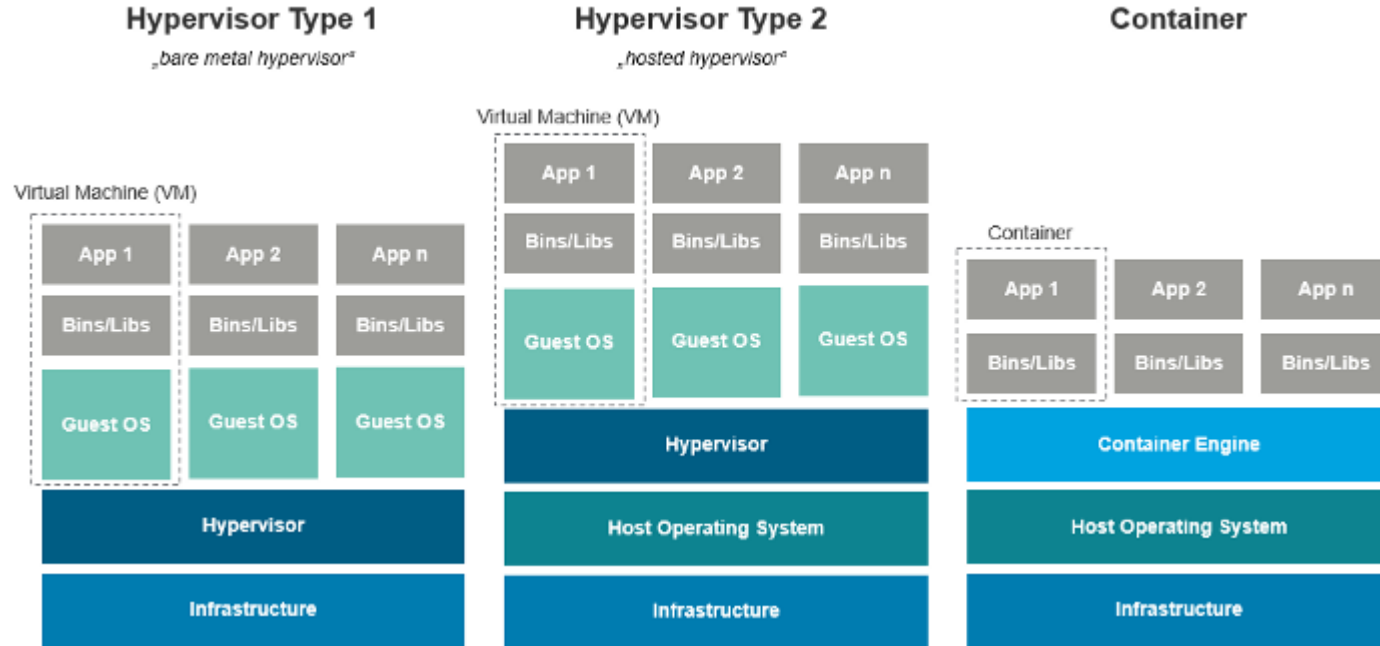 Hypervisor Type 1
„bare metal hypervisor“
Virtual Machine (VM)
App 1
App 2
App n
Bins/Libs
Bins/Libs
Bins/Libs
Guest OS
Guest OS
Guest OS
Hypervisor
Infrastructure
Hypervisor Type 2
„hosted hypervisor“
Virtual Machine (VM)
App 1
App 2
App n
Bins/Libs
Bins/Libs
Bins/Libs
Guest OS
Guest OS
Guest OS
Hypervisor
Host Operating System
Infrastructure
Container
Container
App 1
App 2
App n
Bins/Libs
Bins/Libs
Bins/Libs
Container Engine
Host Operating System
Infrastructure